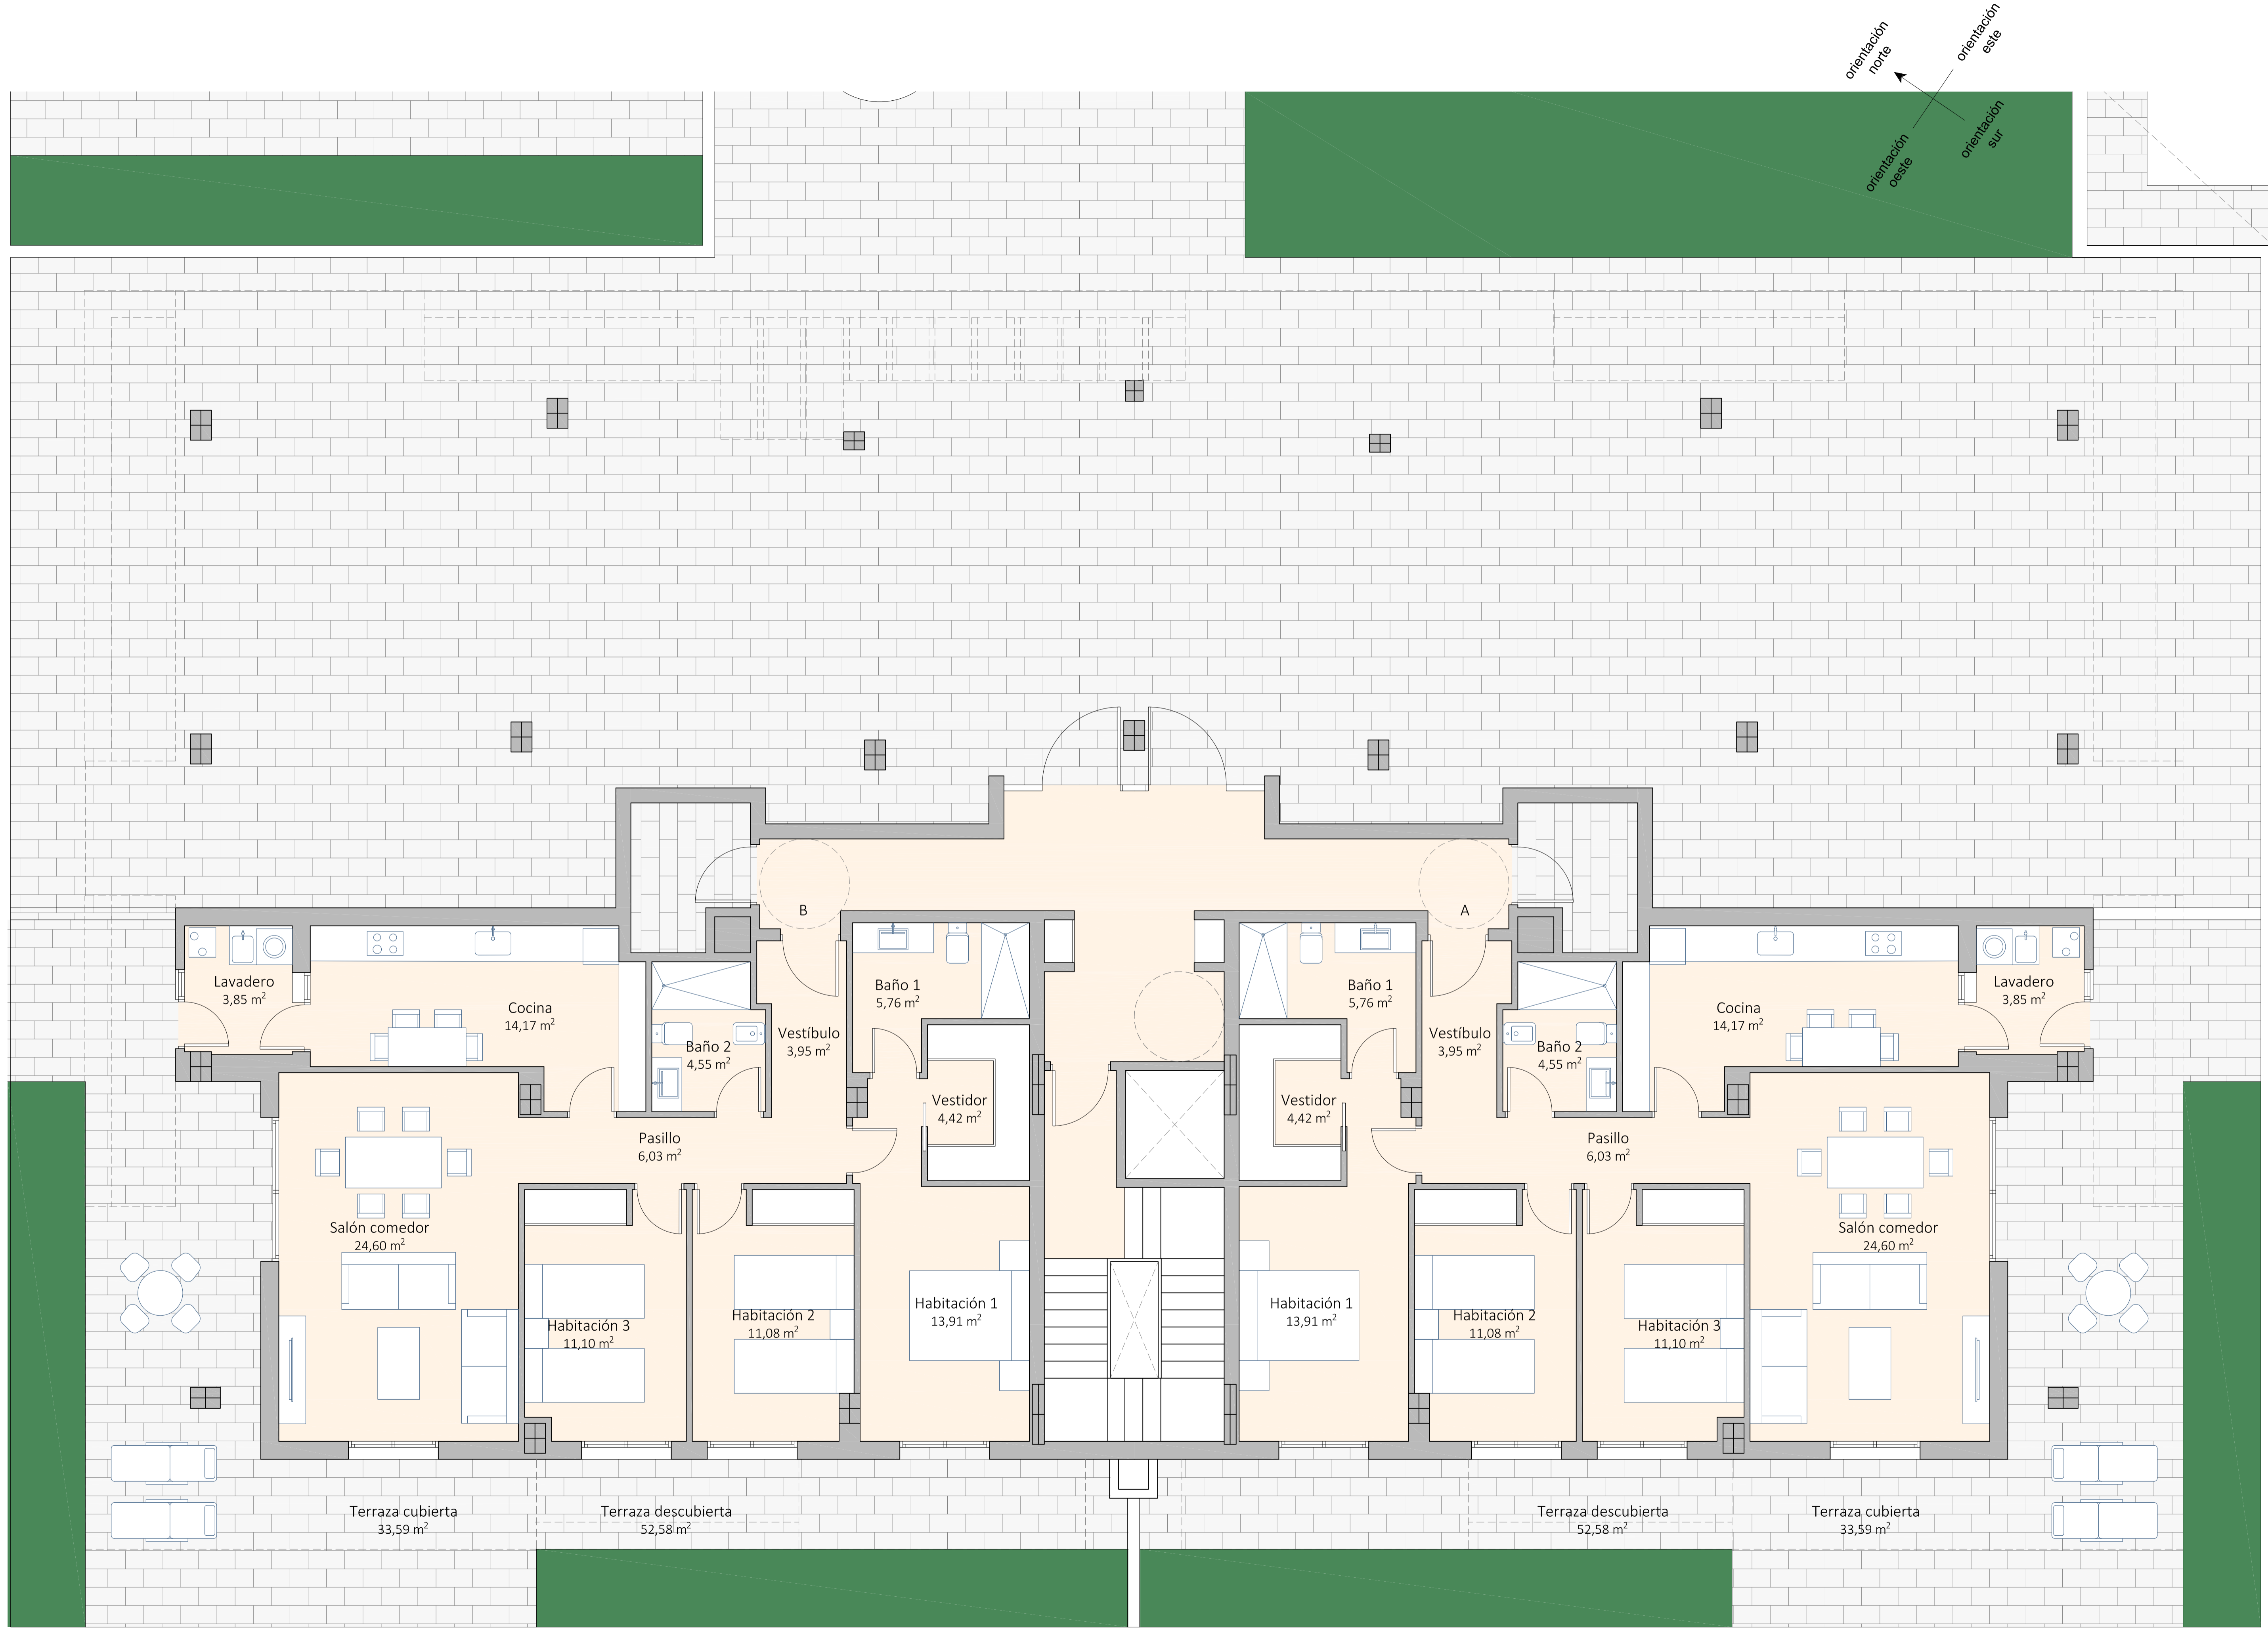 orientación
norte
orientación
este
orientación
oeste
orientación
sur
B
A
Lavadero
3,85 m²
Cocina
14,17 m²
Baño 2
4,55 m²
Vestíbulo
3,95 m²
Baño 1
5,76 m²
Vestidor
4,42 m²
Pasillo
6,03 m²
Salón comedor
24,60 m²
Habitación 3
11,10 m²
Habitación 2
11,08 m²
Habitación 1
13,91 m²
Terraza cubierta
33,59 m²
Terraza descubierta
52,58 m²
Baño 1
5,76 m²
Vestíbulo
3,95 m²
Baño 2
4,55 m²
Cocina
14,17 m²
Lavadero
3,85 m²
Vestidor
4,42 m²
Pasillo
6,03 m²
Salón comedor
24,60 m²
Habitación 1
13,91 m²
Habitación 2
11,08 m²
Habitación 3
11,10 m²
Terraza descubierta
52,58 m²
Terraza cubierta
33,59 m²